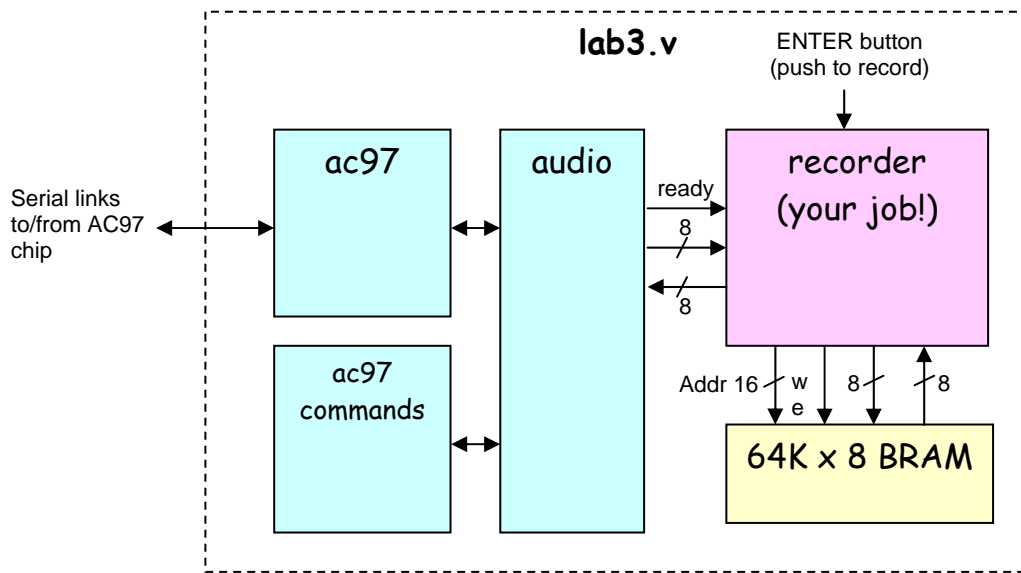 lab3.v
ENTER button
(push to record)
ac97
audio
recorder
(your job!)
Serial links
to/from AC97
chip
ready
8
8
ac97
commands
Addr 16
w
e
8
8
64K x 8 BRAM